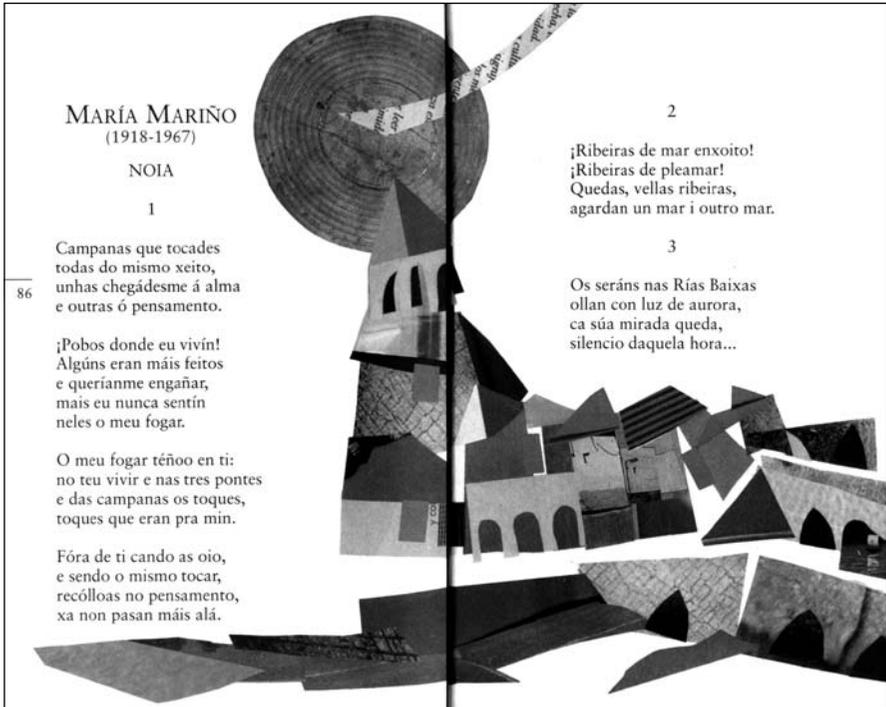 MARÍA MARIÑO
(1918-1967)
NOIA
1
Campanas que tocades
todas do mismo xeito,
unhas chegádesme á alma
e outras ó pensamento.
¡Pobos donde eu vivín!
Algúns eran máis feitos
e queríanme engañar,
mais eu nunca sentín
neles o meu fogar.
O meu fogar téñoo en ti:
no teu vivir e nas tres pontes
e das campanas os toques,
toques que eran pra min.
Fóra de ti cando as oio,
e sendo o mismo tocar,
recólloas no pensamento,
xa non pasan máis alá.
86
2
¡Ribeiras de mar enxoito!
¡Ribeiras de pleamar!
Quedas, vellas ribeiras,
agardan un mar i outro mar.
3
Os seráns nas Rías Baixas
ollan con luz de aurora,
ca súa mirada queda,
silencio daquela hora...